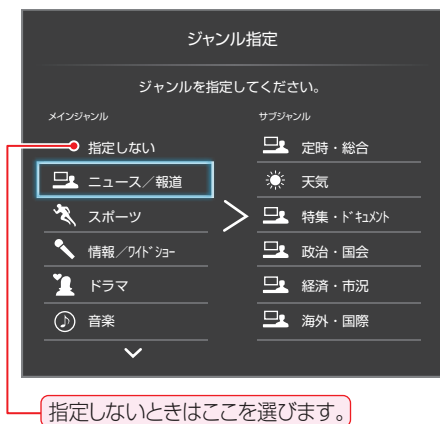 ジャンル指定
ジャンルを指定してください。
メインジャンル
サブジャンル
指定しない
定時・総合
ニュース／報道
天気
スポーツ
特集・ﾄﾞｷｭﾒﾝﾄ
情報／ﾜｲﾄﾞｼｮｰ
政治・国会
ドラマ
経済・市況
音楽
海外・国際
指定しないときはここを選びます。